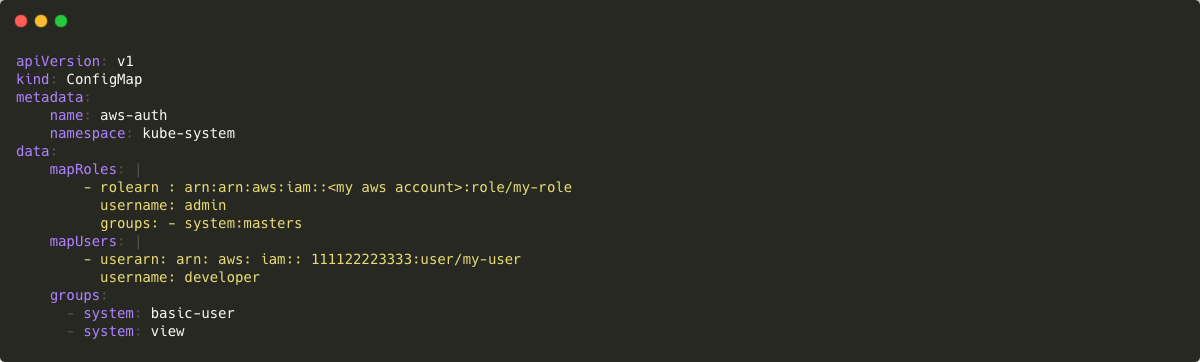 apiVersion: v1
kind: ConfigMap
metadata:
    name: aws-auth
    namespace: kube-system
data:
    mapRoles: |
        - rolearn : arn:arn:aws:iam::<my aws account>:role/my-role
          username: admin
          groups: - system:masters
    mapUsers: |
        - userarn: arn: aws: iam:: 111122223333:user/my-user
          username: developer
    groups:
      - system: basic-user
      - system: view